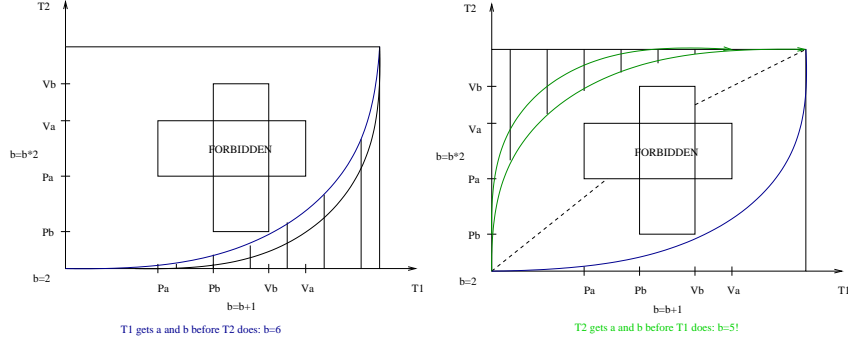 T2
Vb
Va
b=b*2
FORBIDDEN
Pa
Pb
b=2
Pa
Pb
Vb
Va
T1
b=b+1
T1 gets a and b before T2 does: b=6
T2
Vb
Va
b=b*2
FORBIDDEN
Pa
Pb
b=2
Pa
Pb
Vb
Va
T1
b=b+1
T2 gets a and b before T1 does: b=5!